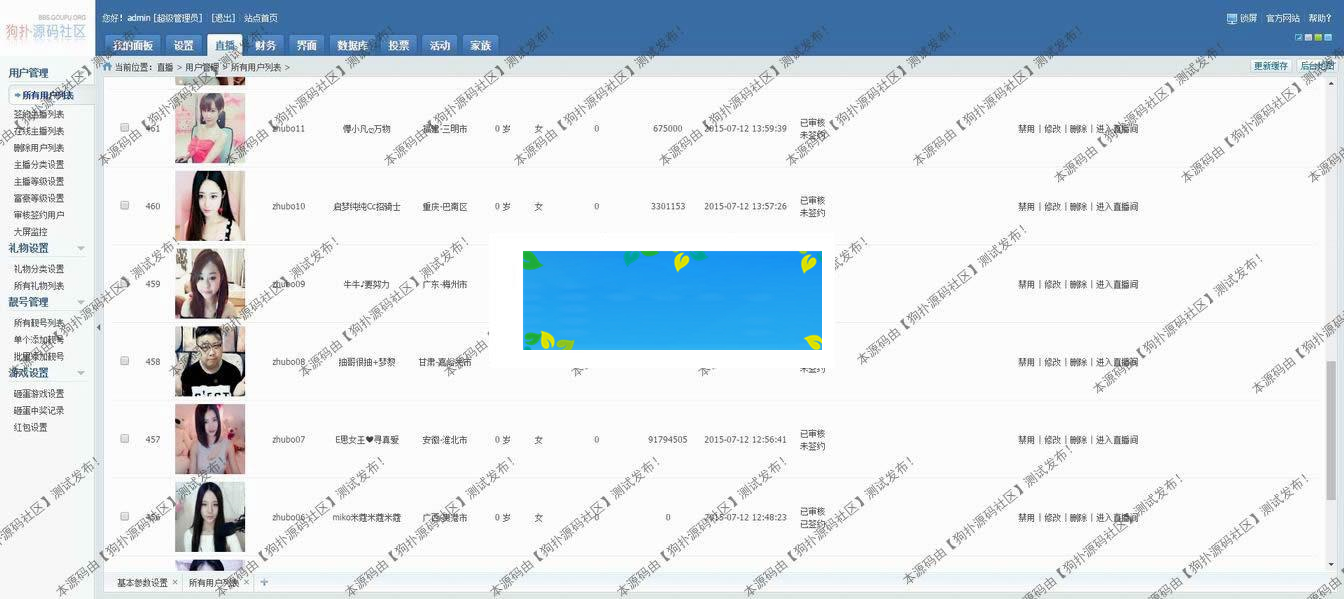 BBS.GOUPU.ORG
狗扑·源码社区
您好！admin [超级管理员] [退出] 站点首页
锁屏 官方网站 帮助?
我的面板 设置 直播 财务 界面 数据库 投票 活动 家族
当前位置：直播 > 用户管理 > 所有用户列表 >
更新缓存 后台地图
用户管理
所有用户列表
签约主播列表
在线主播列表
删除用户列表
主播分类设置
主播等级设置
富豪等级设置
审核签约用户
大屏监控
礼物设置
礼物分类设置
所有礼物列表
靓号管理
所有靓号列表
单个添加靓号
批量添加靓号
游戏设置
砸蛋游戏设置
砸蛋中奖记录
红包设置
461 zhubo11 懵小凡ღ万物 福建-三明市 0 岁 女 0 675000 2015-07-12 13:59:39 已审核 未签约 禁用 | 修改 | 删除 | 进入直播间
460 zhubo10 启梦纯纯Cc招骑士 重庆-巴南区 0 岁 女 0 3301153 2015-07-12 13:57:26 已审核 未签约 禁用 | 修改 | 删除 | 进入直播间
459 zhubo09 牛牛♪更努力 广东-梅州市 禁用 | 修改 | 删除 | 进入直播间
458 zhubo08 抽哥很抽+梦黎 甘肃-嘉峪关市 未签约 禁用 | 修改 | 删除 | 进入直播间
457 zhubo07 E思女王❤寻真爱 安徽-淮北市 0 岁 女 0 91794505 2015-07-12 12:56:41 已审核 未签约 禁用 | 修改 | 删除 | 进入直播间
456 zhubo06 miko米蔻米蔻米蔻 0 岁 女 0 0 2015-07-12 12:48:23 已审核 未签约 禁用 | 修改 | 删除 | 进入直播间
基本参数设置 × 所有用户列表 × +
本源码由【狗扑源码社区】测试发布！